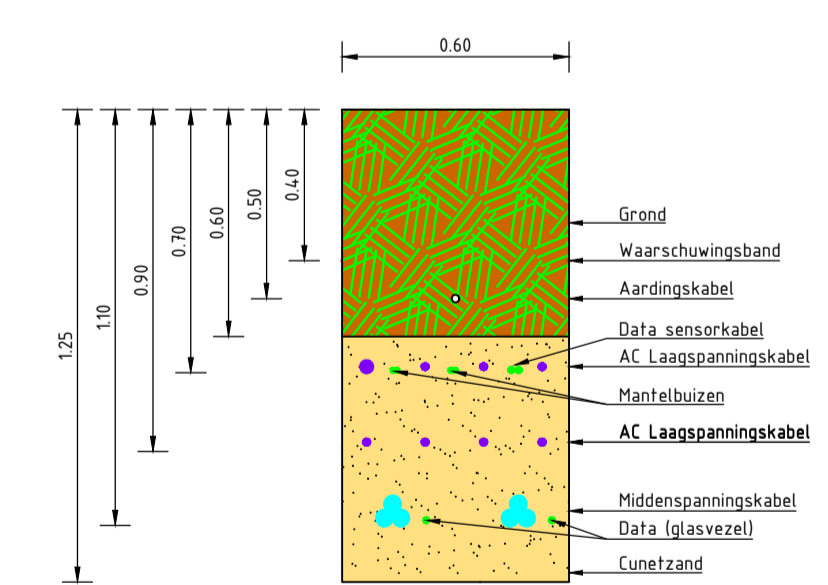 0.60
0.40
0.50
0.60
0.70
0.90
1.10
1.25
Grond
Waarschuwingsband
Aardingskabel
Data sensorkabel
AC Laagspanningskabel
Mantelbuizen
AC Laagspanningskabel
Middenspanningskabel
Data (glasvezel)
Cunetzand